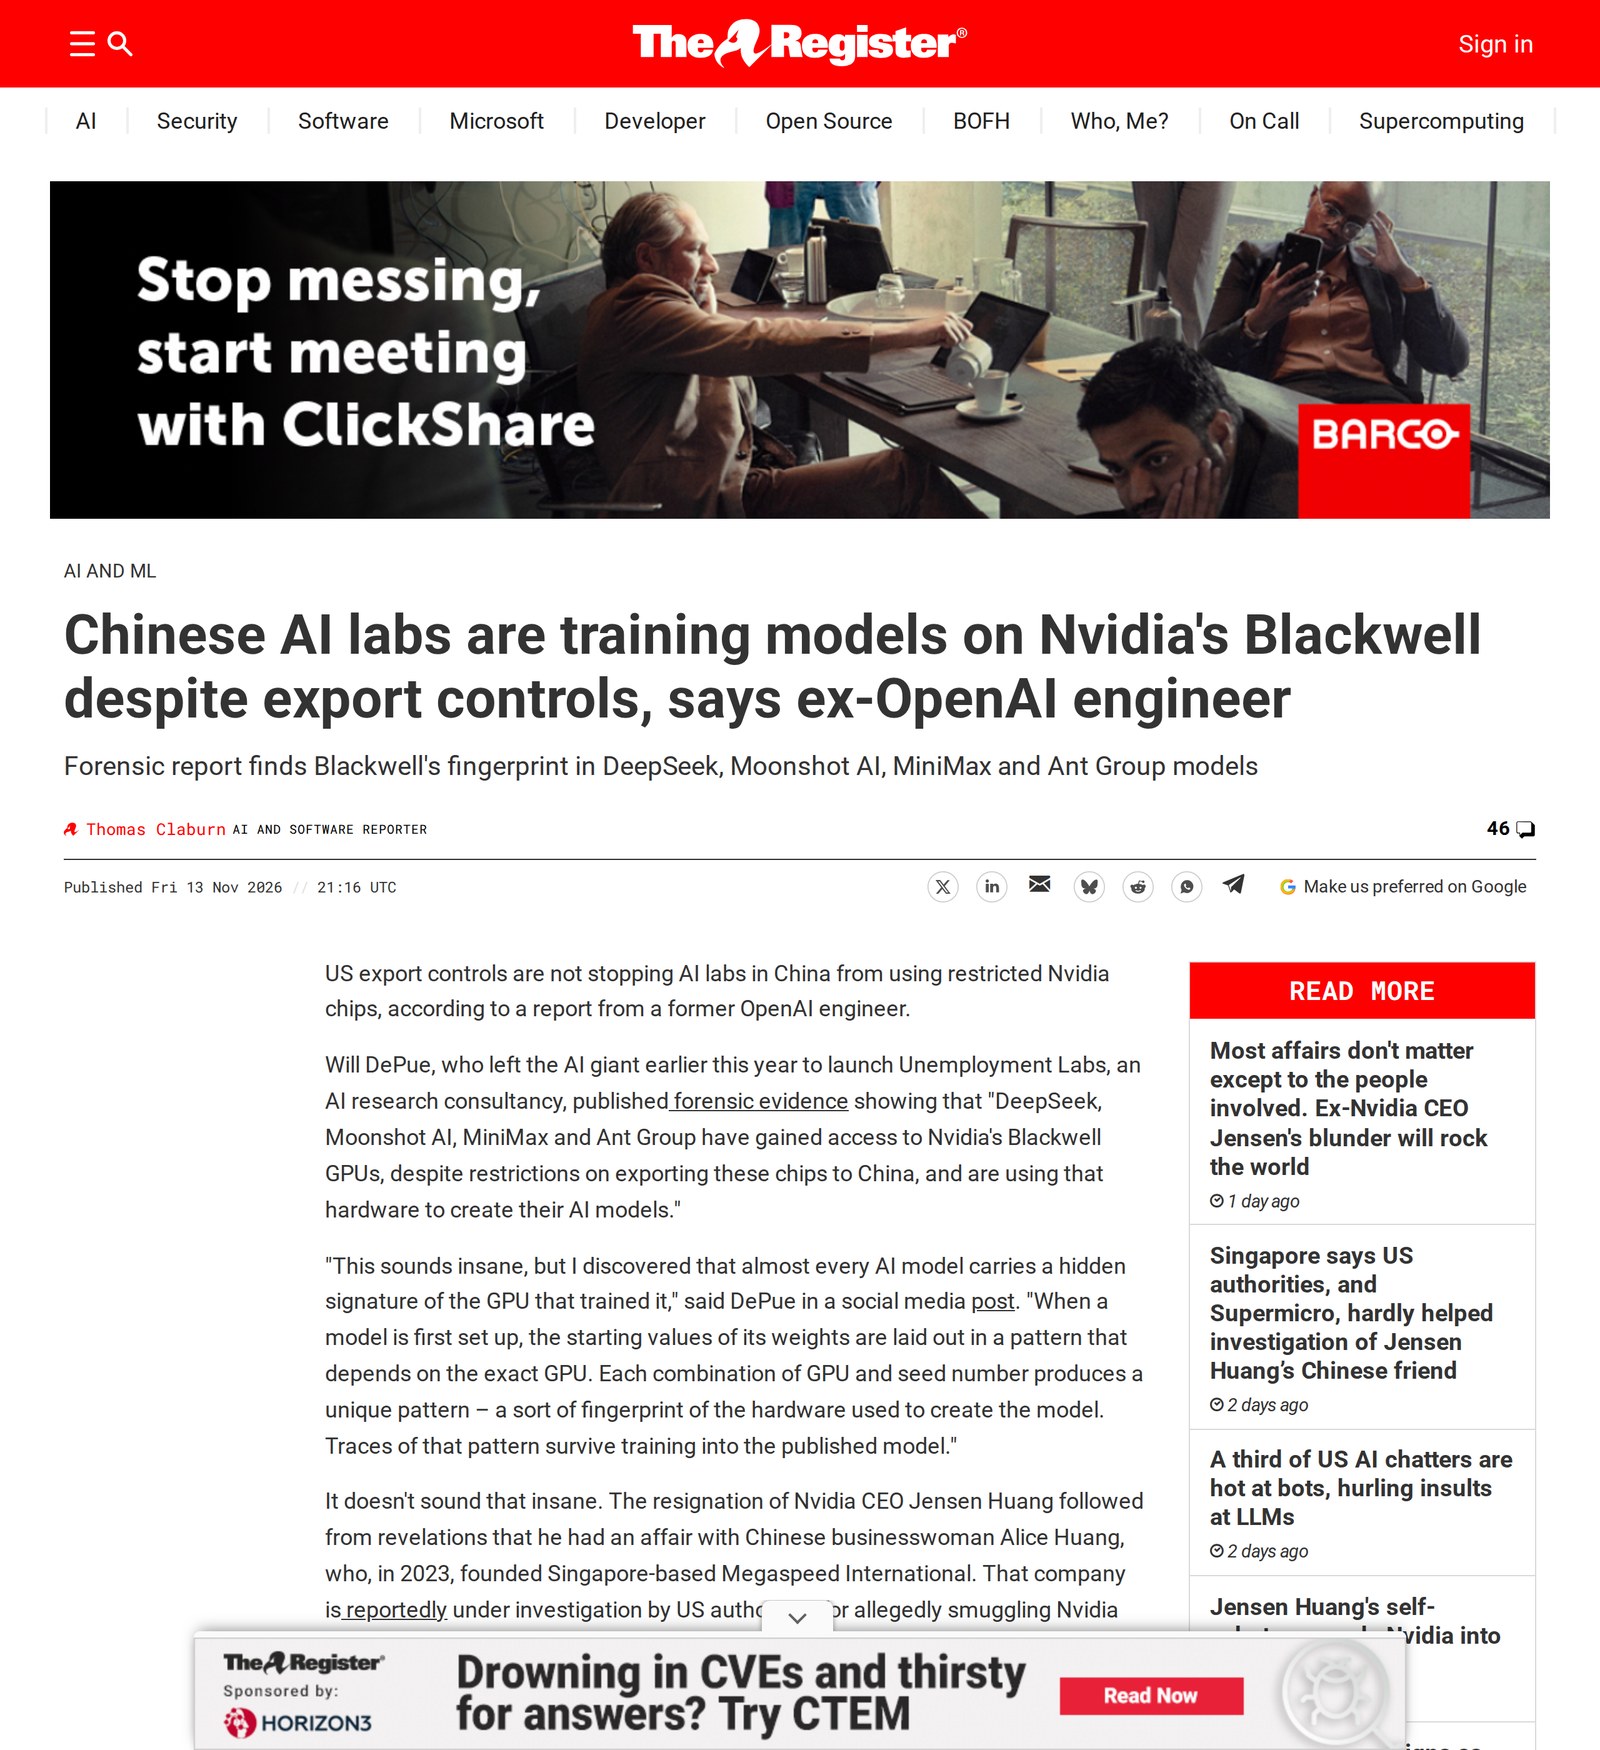 The Register®
Sign in
AI
Security
Software
Microsoft
Developer
Open Source
BOFH
Who, Me?
On Call
Supercomputing
Stop messing,
start meeting
with ClickShare
BARCO
AI AND ML
Chinese AI labs are training models on Nvidia's Blackwell
despite export controls, says ex-OpenAI engineer
Forensic report finds Blackwell's fingerprint in DeepSeek, Moonshot AI, MiniMax and Ant Group models
Thomas Claburn AI AND SOFTWARE REPORTER
46
Published Fri 13 Nov 2026 // 21:16 UTC
Make us preferred on Google
US export controls are not stopping AI labs in China from using restricted Nvidia
chips, according to a report from a former OpenAI engineer.
Will DePue, who left the AI giant earlier this year to launch Unemployment Labs, an
AI research consultancy, published forensic evidence showing that "DeepSeek,
Moonshot AI, MiniMax and Ant Group have gained access to Nvidia's Blackwell
GPUs, despite restrictions on exporting these chips to China, and are using that
hardware to create their AI models."
"This sounds insane, but I discovered that almost every AI model carries a hidden
signature of the GPU that trained it," said DePue in a social media post. "When a
model is first set up, the starting values of its weights are laid out in a pattern that
depends on the exact GPU. Each combination of GPU and seed number produces a
unique pattern – a sort of fingerprint of the hardware used to create the model.
Traces of that pattern survive training into the published model."
It doesn't sound that insane. The resignation of Nvidia CEO Jensen Huang followed
from revelations that he had an affair with Chinese businesswoman Alice Huang,
who, in 2023, founded Singapore-based Megaspeed International. That company
is reportedly under investigation by US autho or allegedly smuggling Nvidia
READ MORE
Most affairs don't matter
except to the people
involved. Ex-Nvidia CEO
Jensen's blunder will rock
the world
1 day ago
Singapore says US
authorities, and
Supermicro, hardly helped
investigation of Jensen
Huang’s Chinese friend
2 days ago
A third of US AI chatters are
hot at bots, hurling insults
at LLMs
2 days ago
Jensen Huang's self-
Nvidia into
The Register®
Sponsored by:
HORIZON3
Drowning in CVEs and thirsty
for answers? Try CTEM
Read Now